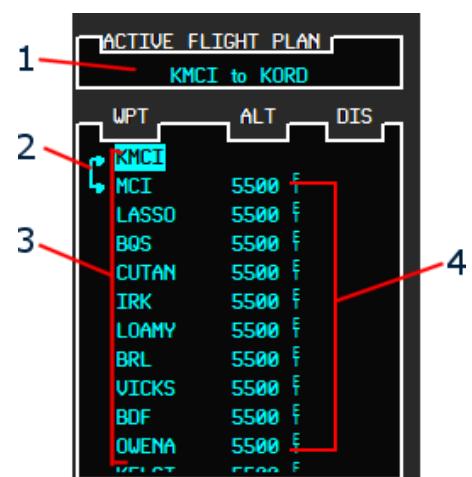 ACTIVE FLIGHT PLAN
1
KMCI to KORD
WPT ALT DIS
2
KMCI
MCI 5500 FT
LASSO 5500 FT
3
BQS 5500 FT
4
CUTAN 5500 FT
IRK 5500 FT
LOAMY 5500 FT
BRL 5500 FT
VICKS 5500 FT
BDF 5500 FT
OWENA 5500 FT